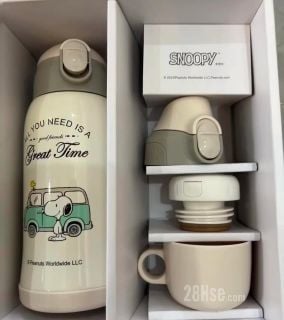 ALL YOU NEED IS A
good friends
Great Time
©Peanuts Worldwide LLC
SNOOPY
28Hse.com